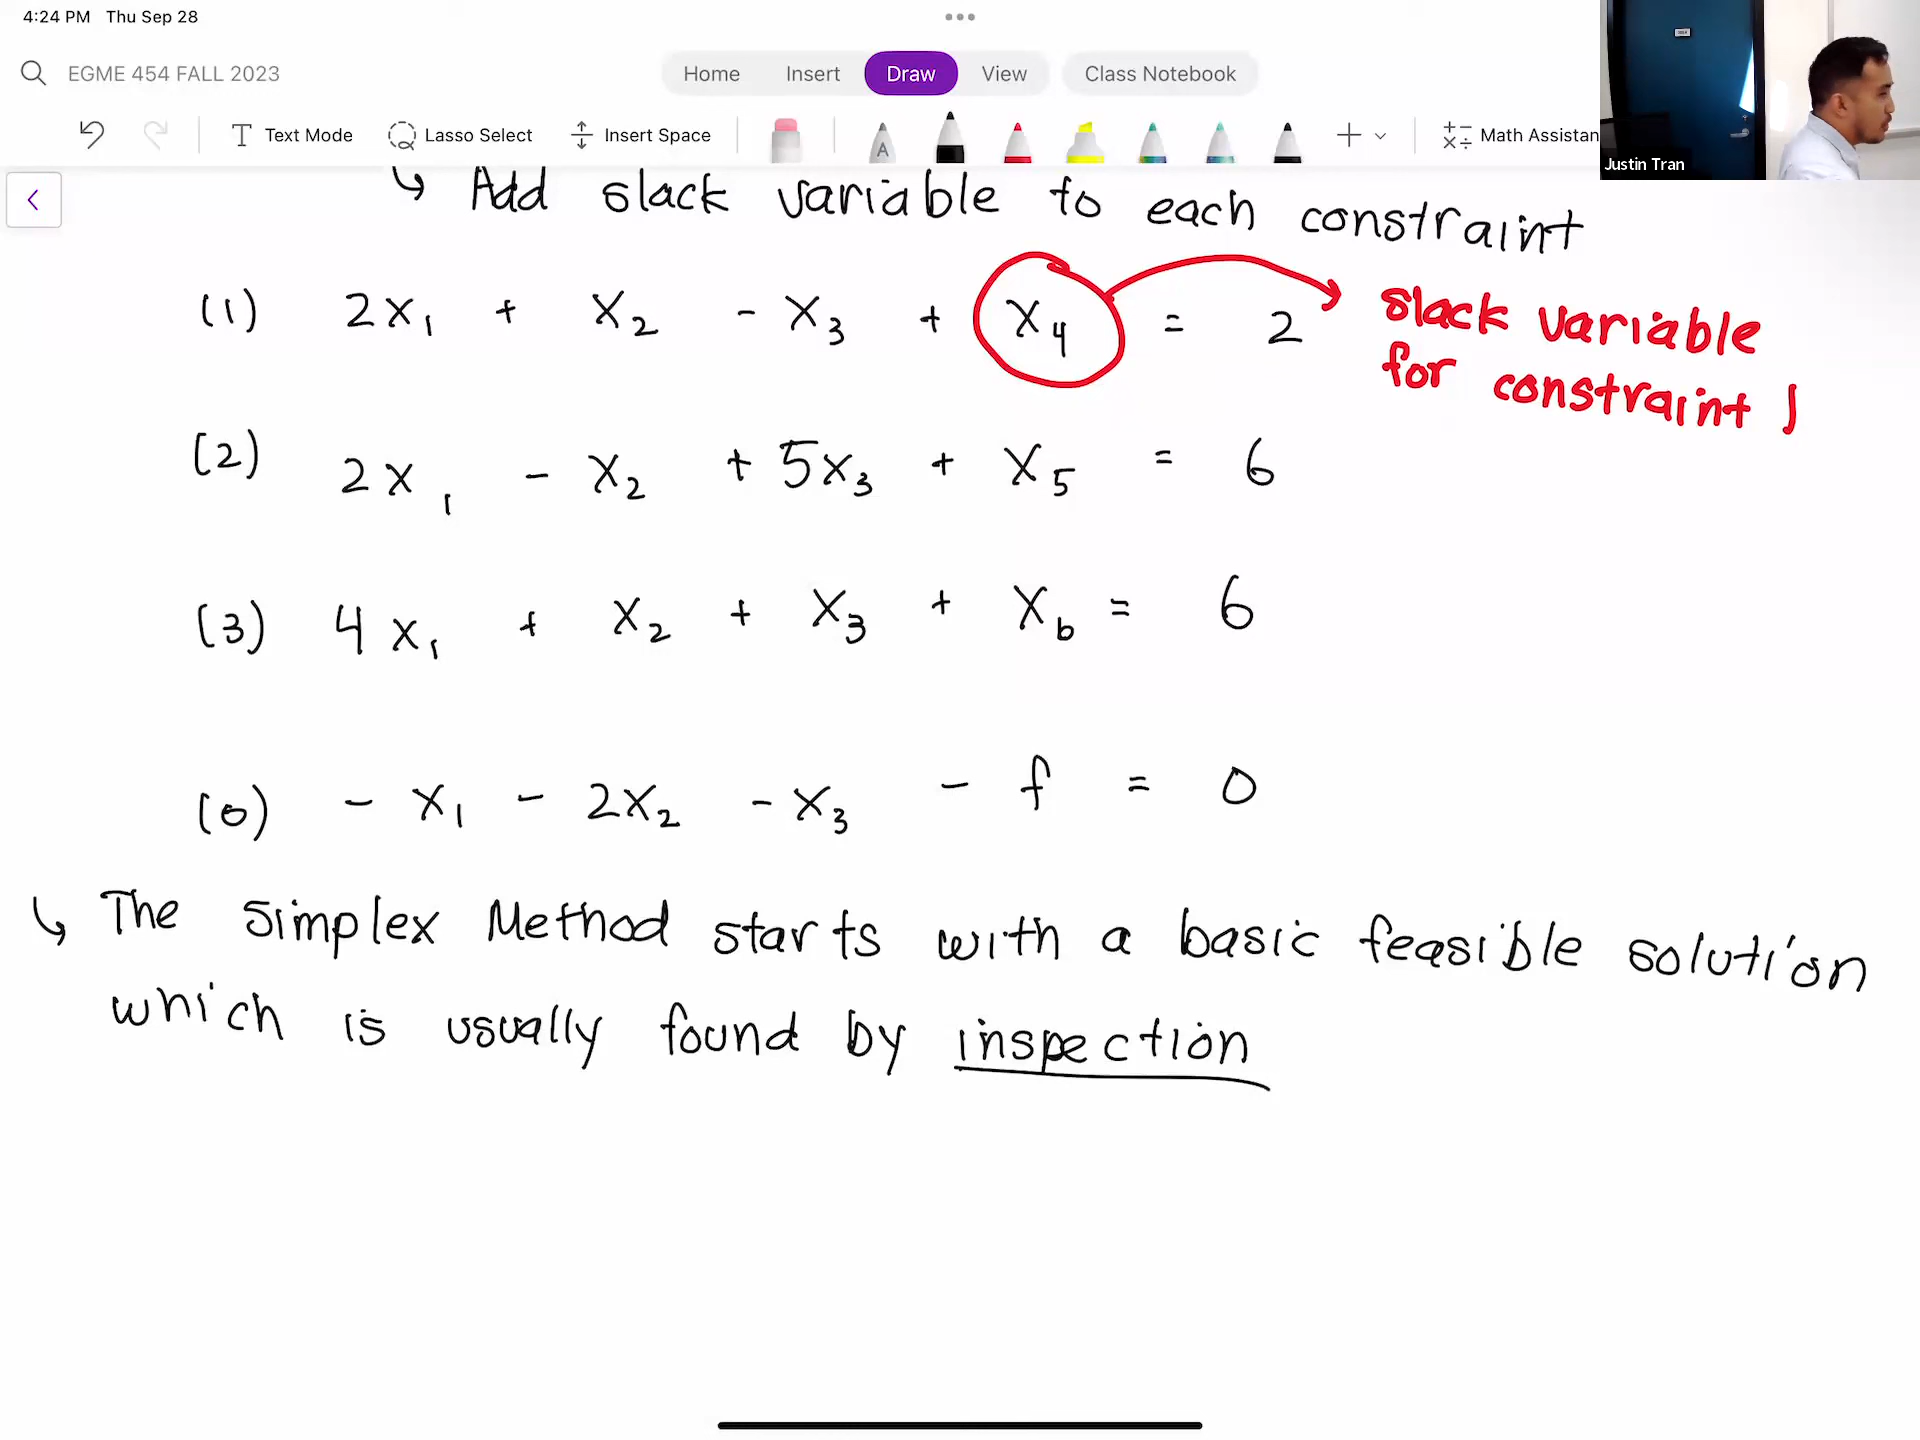 4:24 PM Thu Sep 28
EGME 454 FALL 2023
Home Insert Draw View Class Notebook
Text Mode Lasso Select Insert Space A Math Assistan
Justin Tran
↳ Add slack variable to each constraint
(1) 2x₁ + x₂ - x₃ + x₄ = 2
slack variable
for constraint 1
(2) 2x₁ - x₂ + 5x₃ + x₅ = 6
(3) 4x₁ + x₂ + x₃ + x₆ = 6
(0) - x₁ - 2x₂ - x₃ - f = 0
↳ The Simplex Method starts with a basic feasible solution
which is usually found by inspection